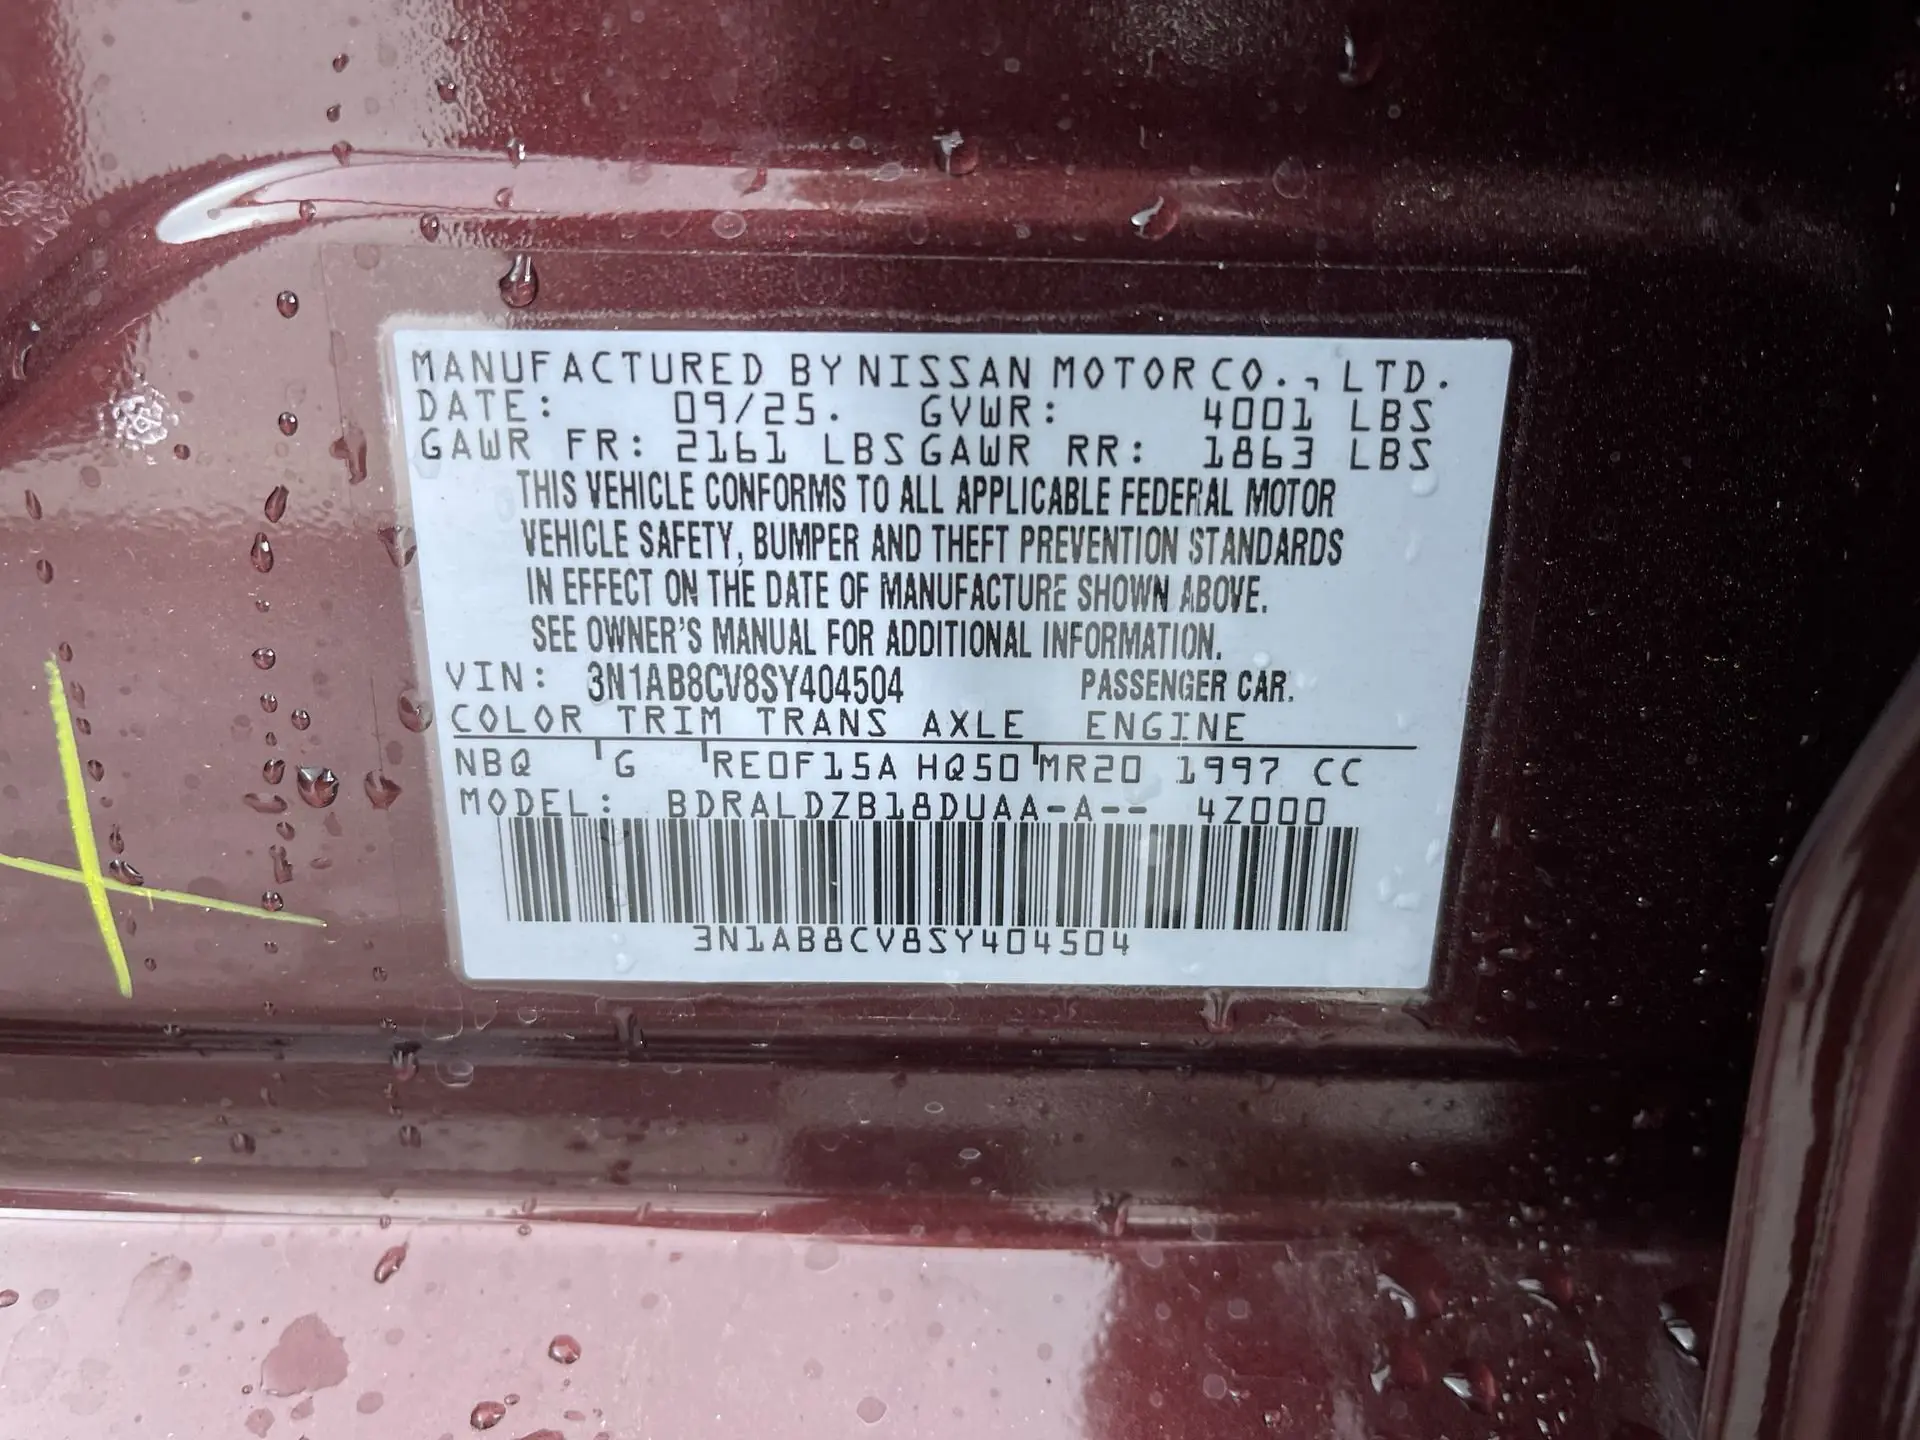 MANUFACTURED BY NISSAN MOTOR CO., LTD.
DATE: 09/25. GVWR: 4001 LBS
GAWR FR: 2161 LBS GAWR RR: 1863 LBS
THIS VEHICLE CONFORMS TO ALL APPLICABLE FEDERAL MOTOR
VEHICLE SAFETY, BUMPER AND THEFT PREVENTION STANDARDS
IN EFFECT ON THE DATE OF MANUFACTURE SHOWN ABOVE.
SEE OWNER'S MANUAL FOR ADDITIONAL INFORMATION.
VIN: 3N1AB8CV8SY404504 PASSENGER CAR.
COLOR TRIM TRANS AXLE ENGINE
NBQ G RE0F15A HQ50 MR20 1997 CC
MODEL: BDRALDZB18DUAA-A-- 4Z000
3N1AB8CV8SY404504